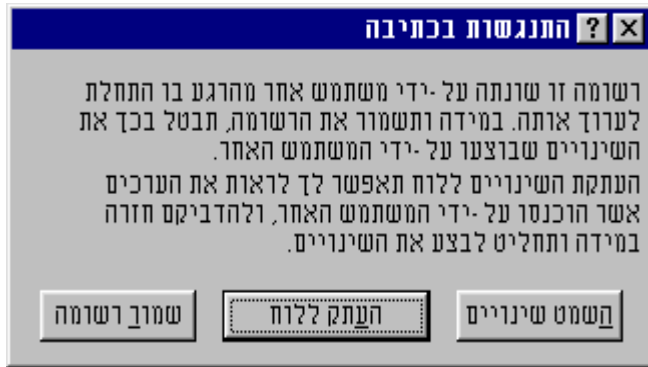 התנגשות בכתיבה
רשומה זו שונתה על -ידי משתמש אחר מהרגע בו התחלת
לערוך אותה. במידה ותשמור את הרשומה, תבטל בכך את
השינויים שבוצעו על -ידי המשתמש האחר.
העתקת השינויים ללוח תאפשר לך לראות את הערכים
אשר הוכנסו על -ידי המשתמש האחר, ולהדביקם חזרה
במידה ותחליט לבצע את השינויים.
השמט שינויים העתק ללוח שמור רשומה